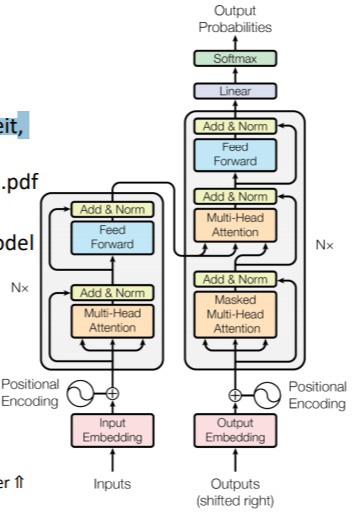 Output
Probabilities
Softmax
Linear
Add & Norm
Feed
Forward
Add & Norm
Multi-Head
Attention
Nx
Add & Norm
Masked
Multi-Head
Attention
Positional
Encoding
Output
Embedding
Outputs
(shifted right)
Add & Norm
Feed
Forward
Nx
Add & Norm
Multi-Head
Attention
Positional
Encoding
Input
Embedding
Inputs
eit,
.pdf
odel
er ⇑